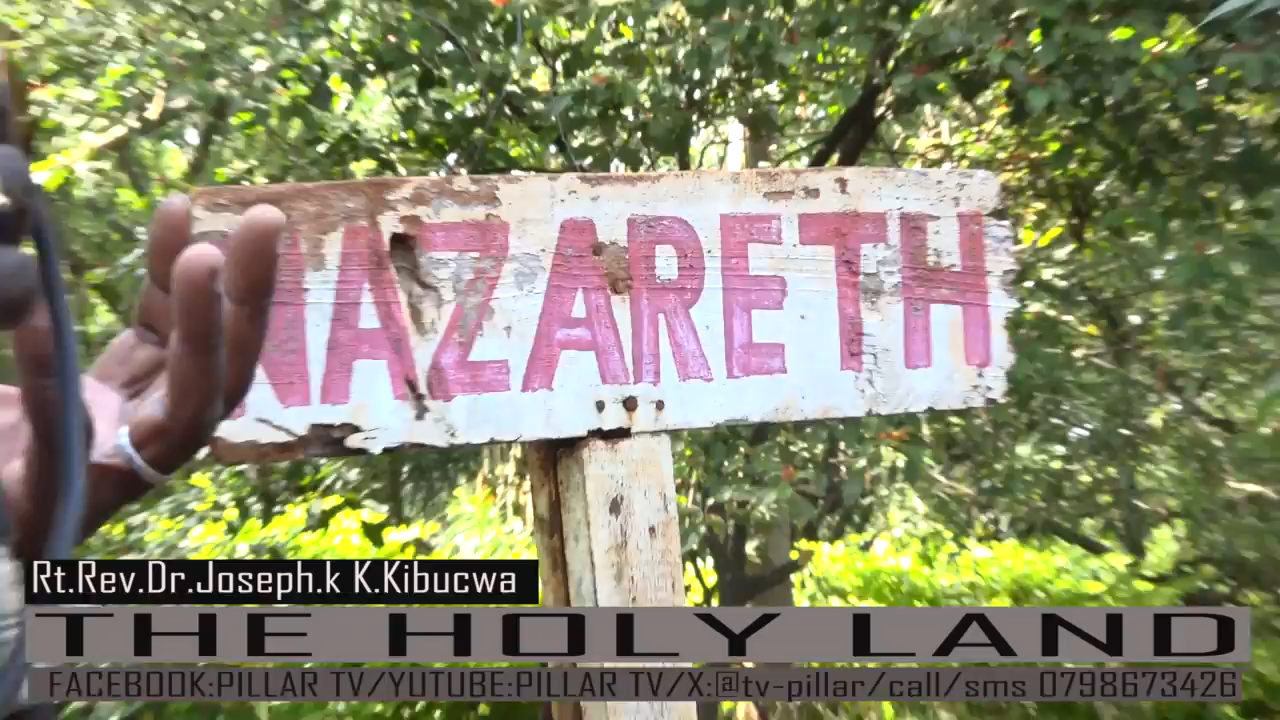 NAZARETH
Rt.Rev.Dr.Joseph.k K.Kibucwa
THE HOLY LAND
FACEBOOK:PILLAR TV/YUTUBE:PILLAR TV/X:@tv-pillar/call/sms 0798673426